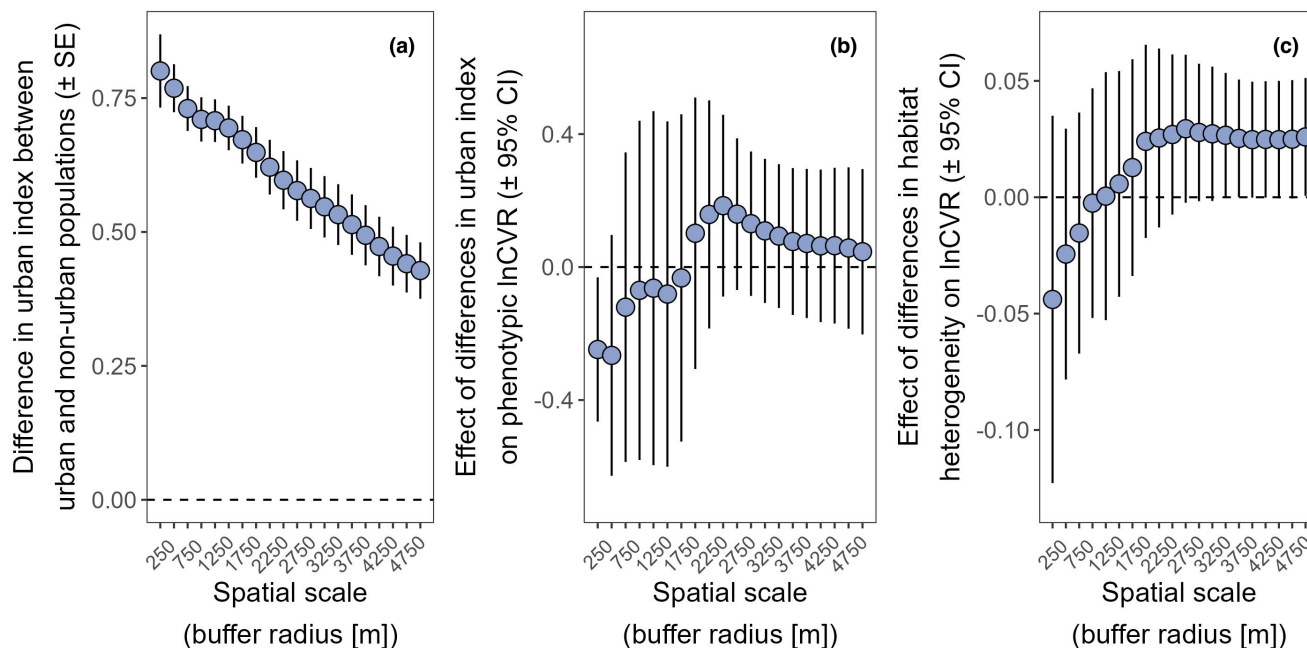 Difference in urban index between
urban and non-urban populations (± SE)
(a)
0.75
0.50
0.25
0.00
250
750
1250
1750
2250
2750
3250
3750
4250
4750
Spatial scale
(buffer radius [m])
Effect of differences in urban index
on phenotypic lnCVR (± 95% CI)
(b)
0.4
0.0
-0.4
250
750
1250
1750
2250
2750
3250
3750
4250
4750
Spatial scale
(buffer radius [m])
Effect of differences in habitat
heterogeneity on lnCVR (± 95% CI)
(c)
0.05
0.00
-0.05
-0.10
250
750
1250
1750
2250
2750
3250
3750
4250
4750
Spatial scale
(buffer radius [m])